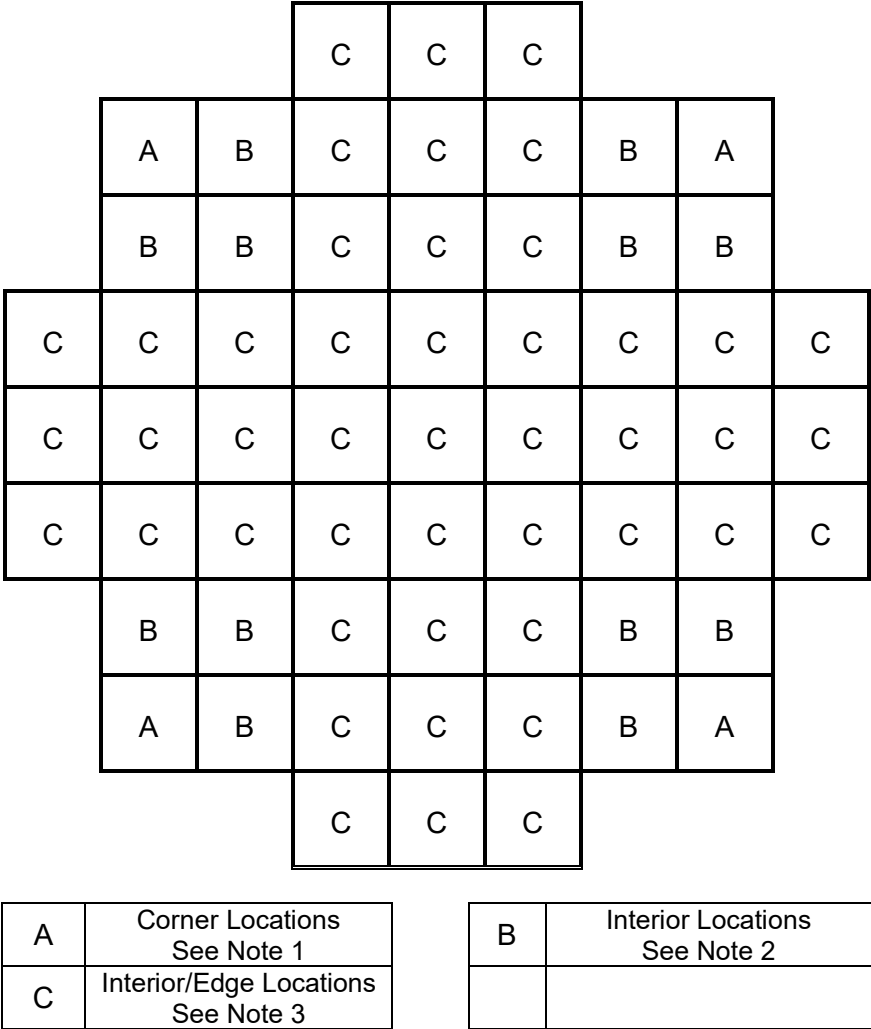 C C C
A B C C C B A
B B C C C B B
C C C C C C C C C
C C C C C C C C C
C C C C C C C C C
B B C C C B B
A B C C C B A
C C C
A Corner Locations
See Note 1
B Interior Locations
See Note 2
C Interior/Edge Locations
See Note 3